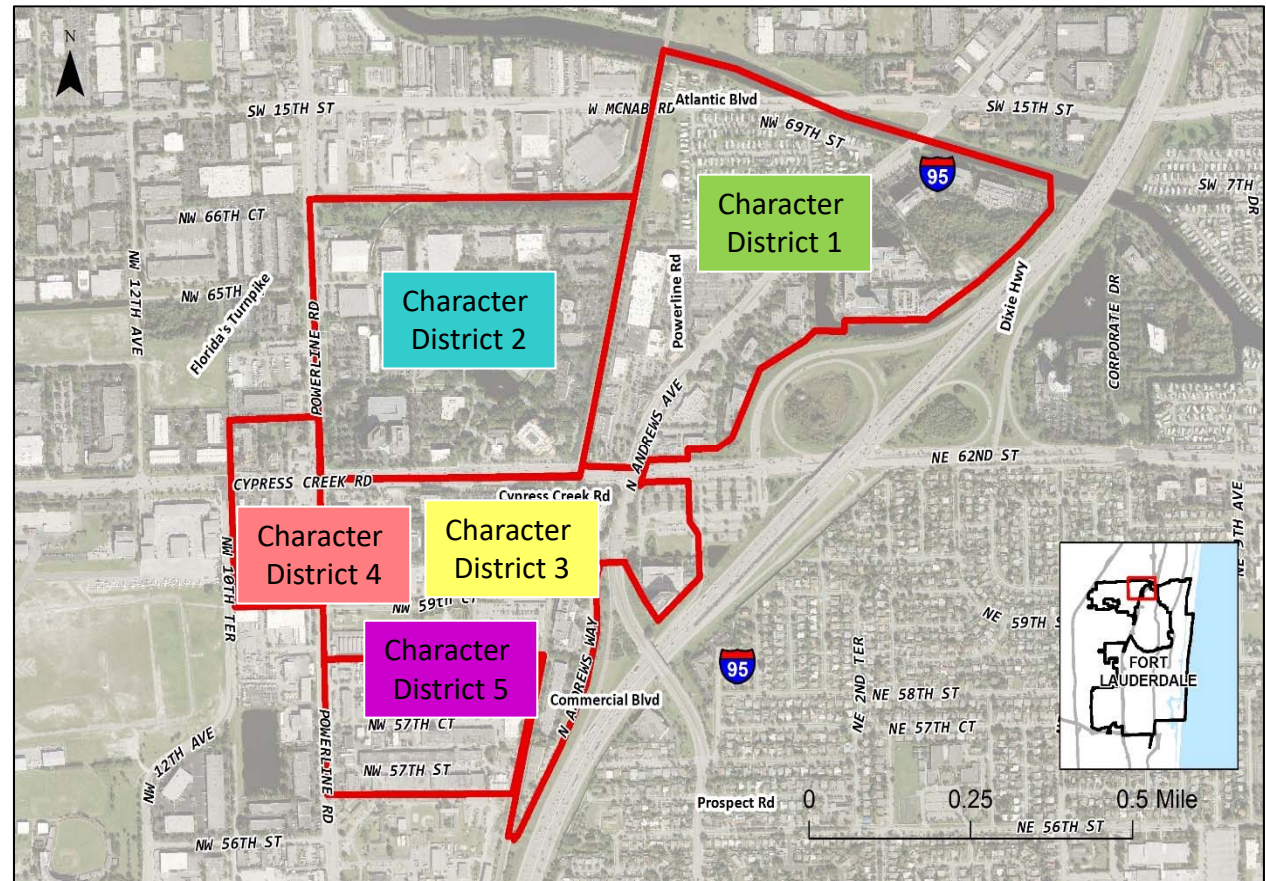 N
SW 15TH ST
W MCNAB RD
Atlantic Blvd
NW 69TH ST
SW 15TH ST
95
SW 7TH
DR
NW 66TH CT
Character
District 1
NW 12TH AVE
NW 65TH
Florida's Turnpike
POWERLINE RD
Character
District 2
Powerline Rd
Dixie Hwy
CORPORATE DR
N ANDREWS AVE
NE 62ND ST
CYPRESS CREEK RD
Cypress Creek Rd
Character
District 4
Character
District 3
NW 10TH TER
NW 59TH CT
NE 59TH
Character
District 5
N ANDREWS WAY
95
Commercial Blvd
NE 2ND TER
NE 58TH ST
NE 57TH CT
FORT
LAUDERDALE
NW 57TH CT
NW 57TH ST
NW 12TH AVE
POWERLINE RD
NW 56TH ST
Prospect Rd
0 0.25 0.5 Mile
NE 56TH ST